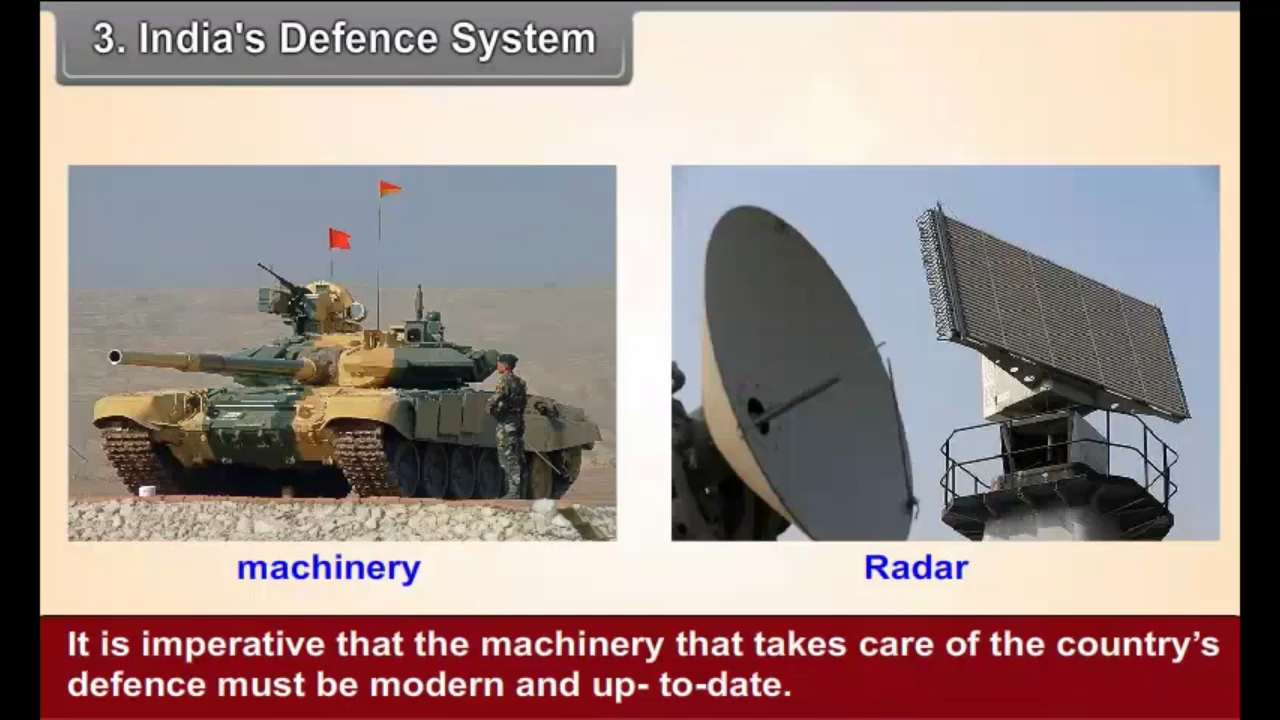 3. India's Defence System
machinery
Radar
It is imperative that the machinery that takes care of the country’s
defence must be modern and up- to-date.